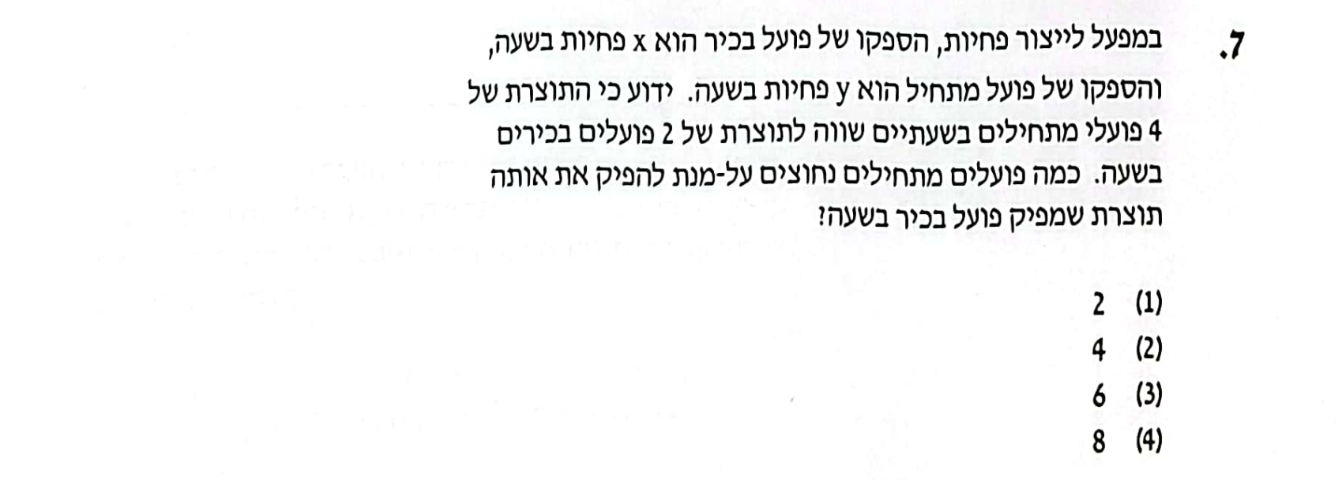 7. במפעל לייצור פחיות, הספקו של פועל בכיר הוא x פחיות בשעה,
והספקו של פועל מתחיל הוא y פחיות בשעה. ידוע כי התוצרת של
4 פועלי מתחילים בשעתיים שווה לתוצרת של 2 פועלים בכירים
בשעה. כמה פועלים מתחילים נחוצים על-מנת להפיק את אותה
תוצרת שמפיק פועל בכיר בשעה?
(1) 2
(2) 4
(3) 6
(4) 8